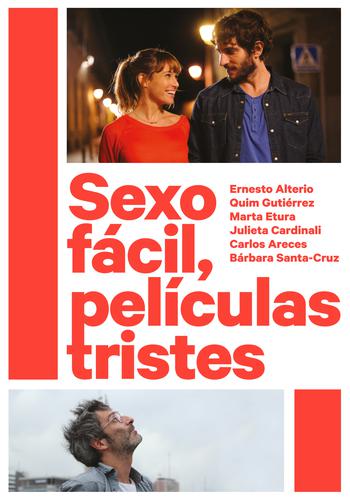 Sexo
fácil,
películas
tristes
Ernesto Alterio
Quim Gutiérrez
Marta Etura
Julieta Cardinali
Carlos Areces
Bárbara Santa-Cruz